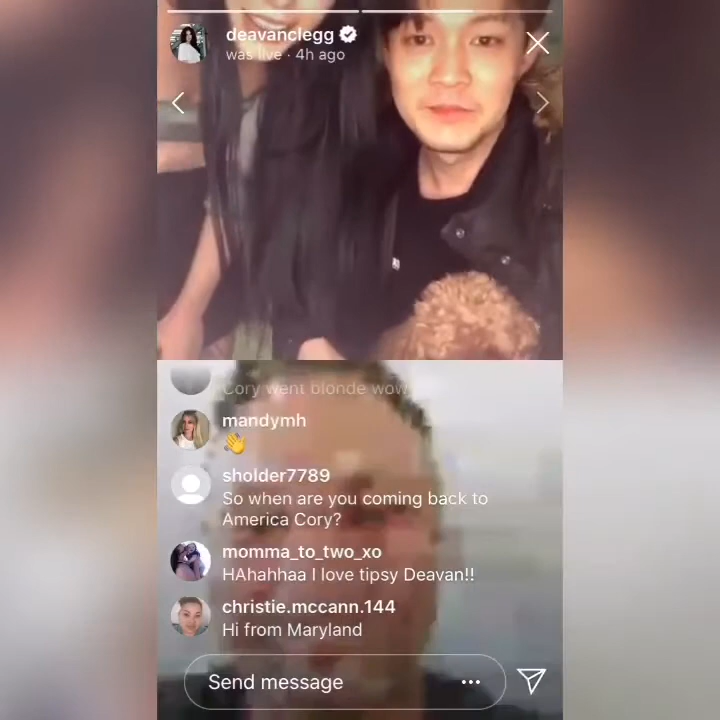 deavanclegg
was live · 4h ago
Cory went blonde wow
mandymh
👋
sholder7789
So when are you coming back to
America Cory?
momma_to_two_xo
HAhahhaa I love tipsy Deavan!!
christie.mccann.144
Hi from Maryland
Send message